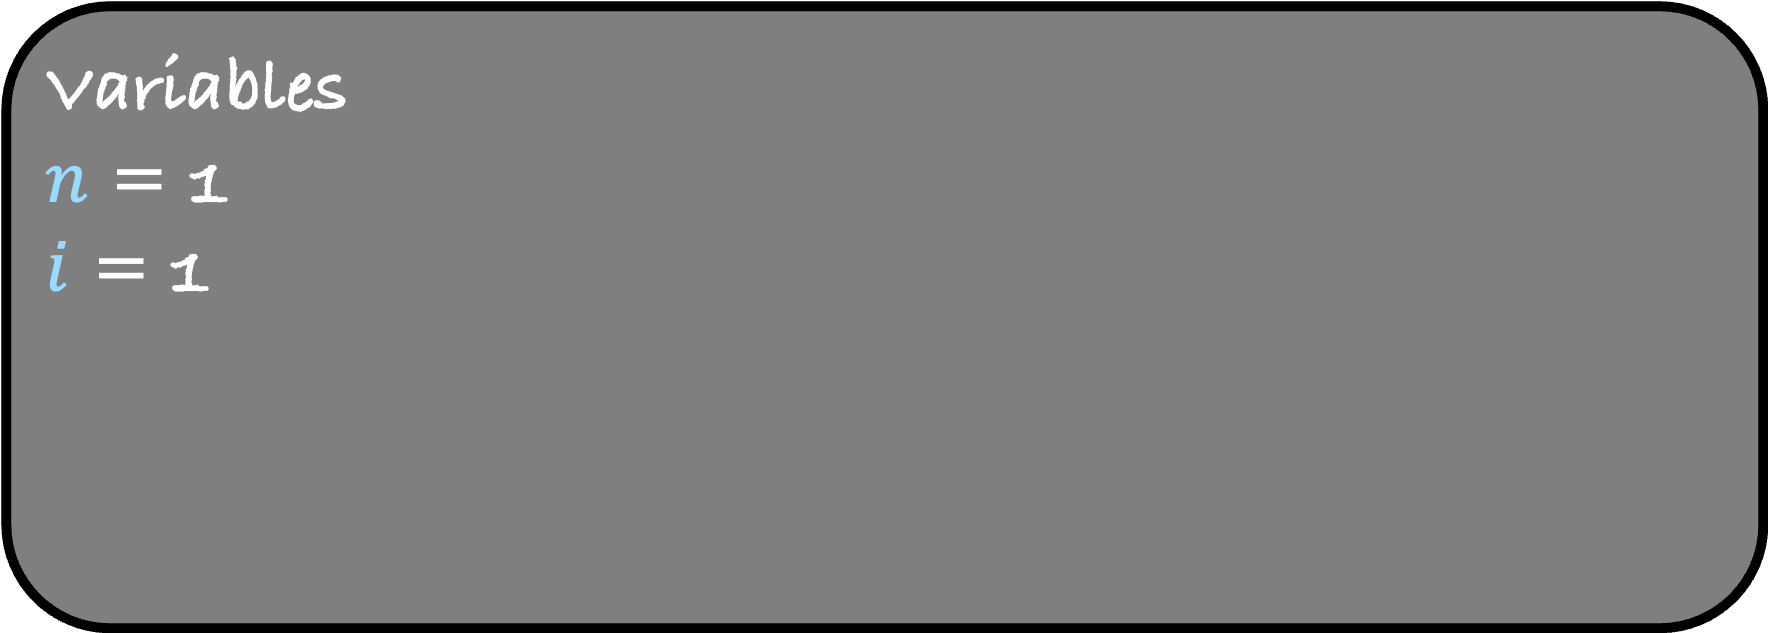 Variables
n = 1
i = 1